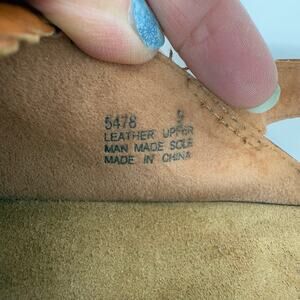 5478 9
LEATHER UPPER
MAN MADE SOLE
MADE IN CHINA